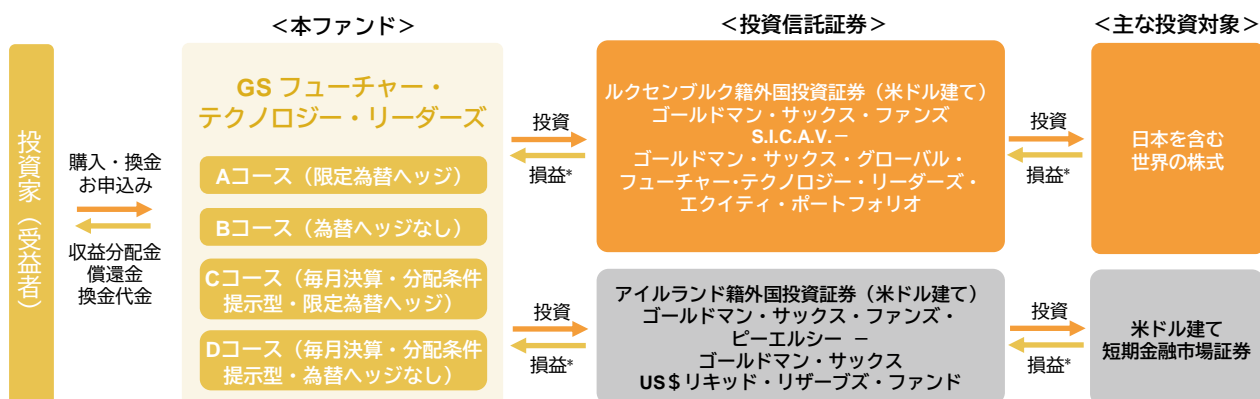 ＜本ファンド＞
＜投資信託証券＞
＜主な投資対象＞
投資家（受益者）
購入・換金
お申込み
収益分配金
償還金
換金代金
GS フューチャー・
テクノロジー・リーダーズ
Aコース（限定為替ヘッジ）
Bコース（為替ヘッジなし）
Cコース（毎月決算・分配条件
提示型・限定為替ヘッジ）
Dコース（毎月決算・分配条件
提示型・為替ヘッジなし）
投資
損益*
ルクセンブルク籍外国投資証券（米ドル建て）
ゴールドマン・サックス・ファンズ
S.I.C.A.V.－
ゴールドマン・サックス・グローバル・
フューチャー・テクノロジー・リーダーズ・
エクイティ・ポートフォリオ
投資
損益*
日本を含む
世界の株式
投資
損益*
アイルランド籍外国投資証券（米ドル建て）
ゴールドマン・サックス・ファンズ・
ピーエルシー －
ゴールドマン・サックス
US＄リキッド・リザーブズ・ファンド
投資
損益*
米ドル建て
短期金融市場証券